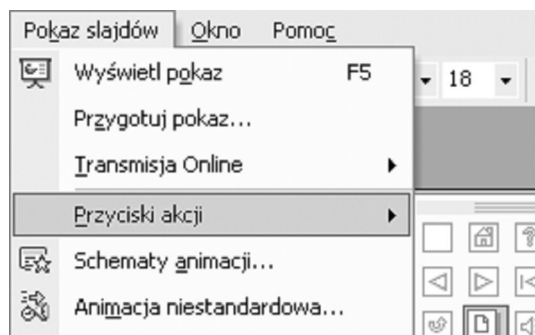 Pokaz slajdów Okno Pomoc
Wyświetl pokaz F5 18
Przygotuj pokaz...
Transmisja Online
Przyciski akcji
Schematy animacji...
Animacja niestandardowa...